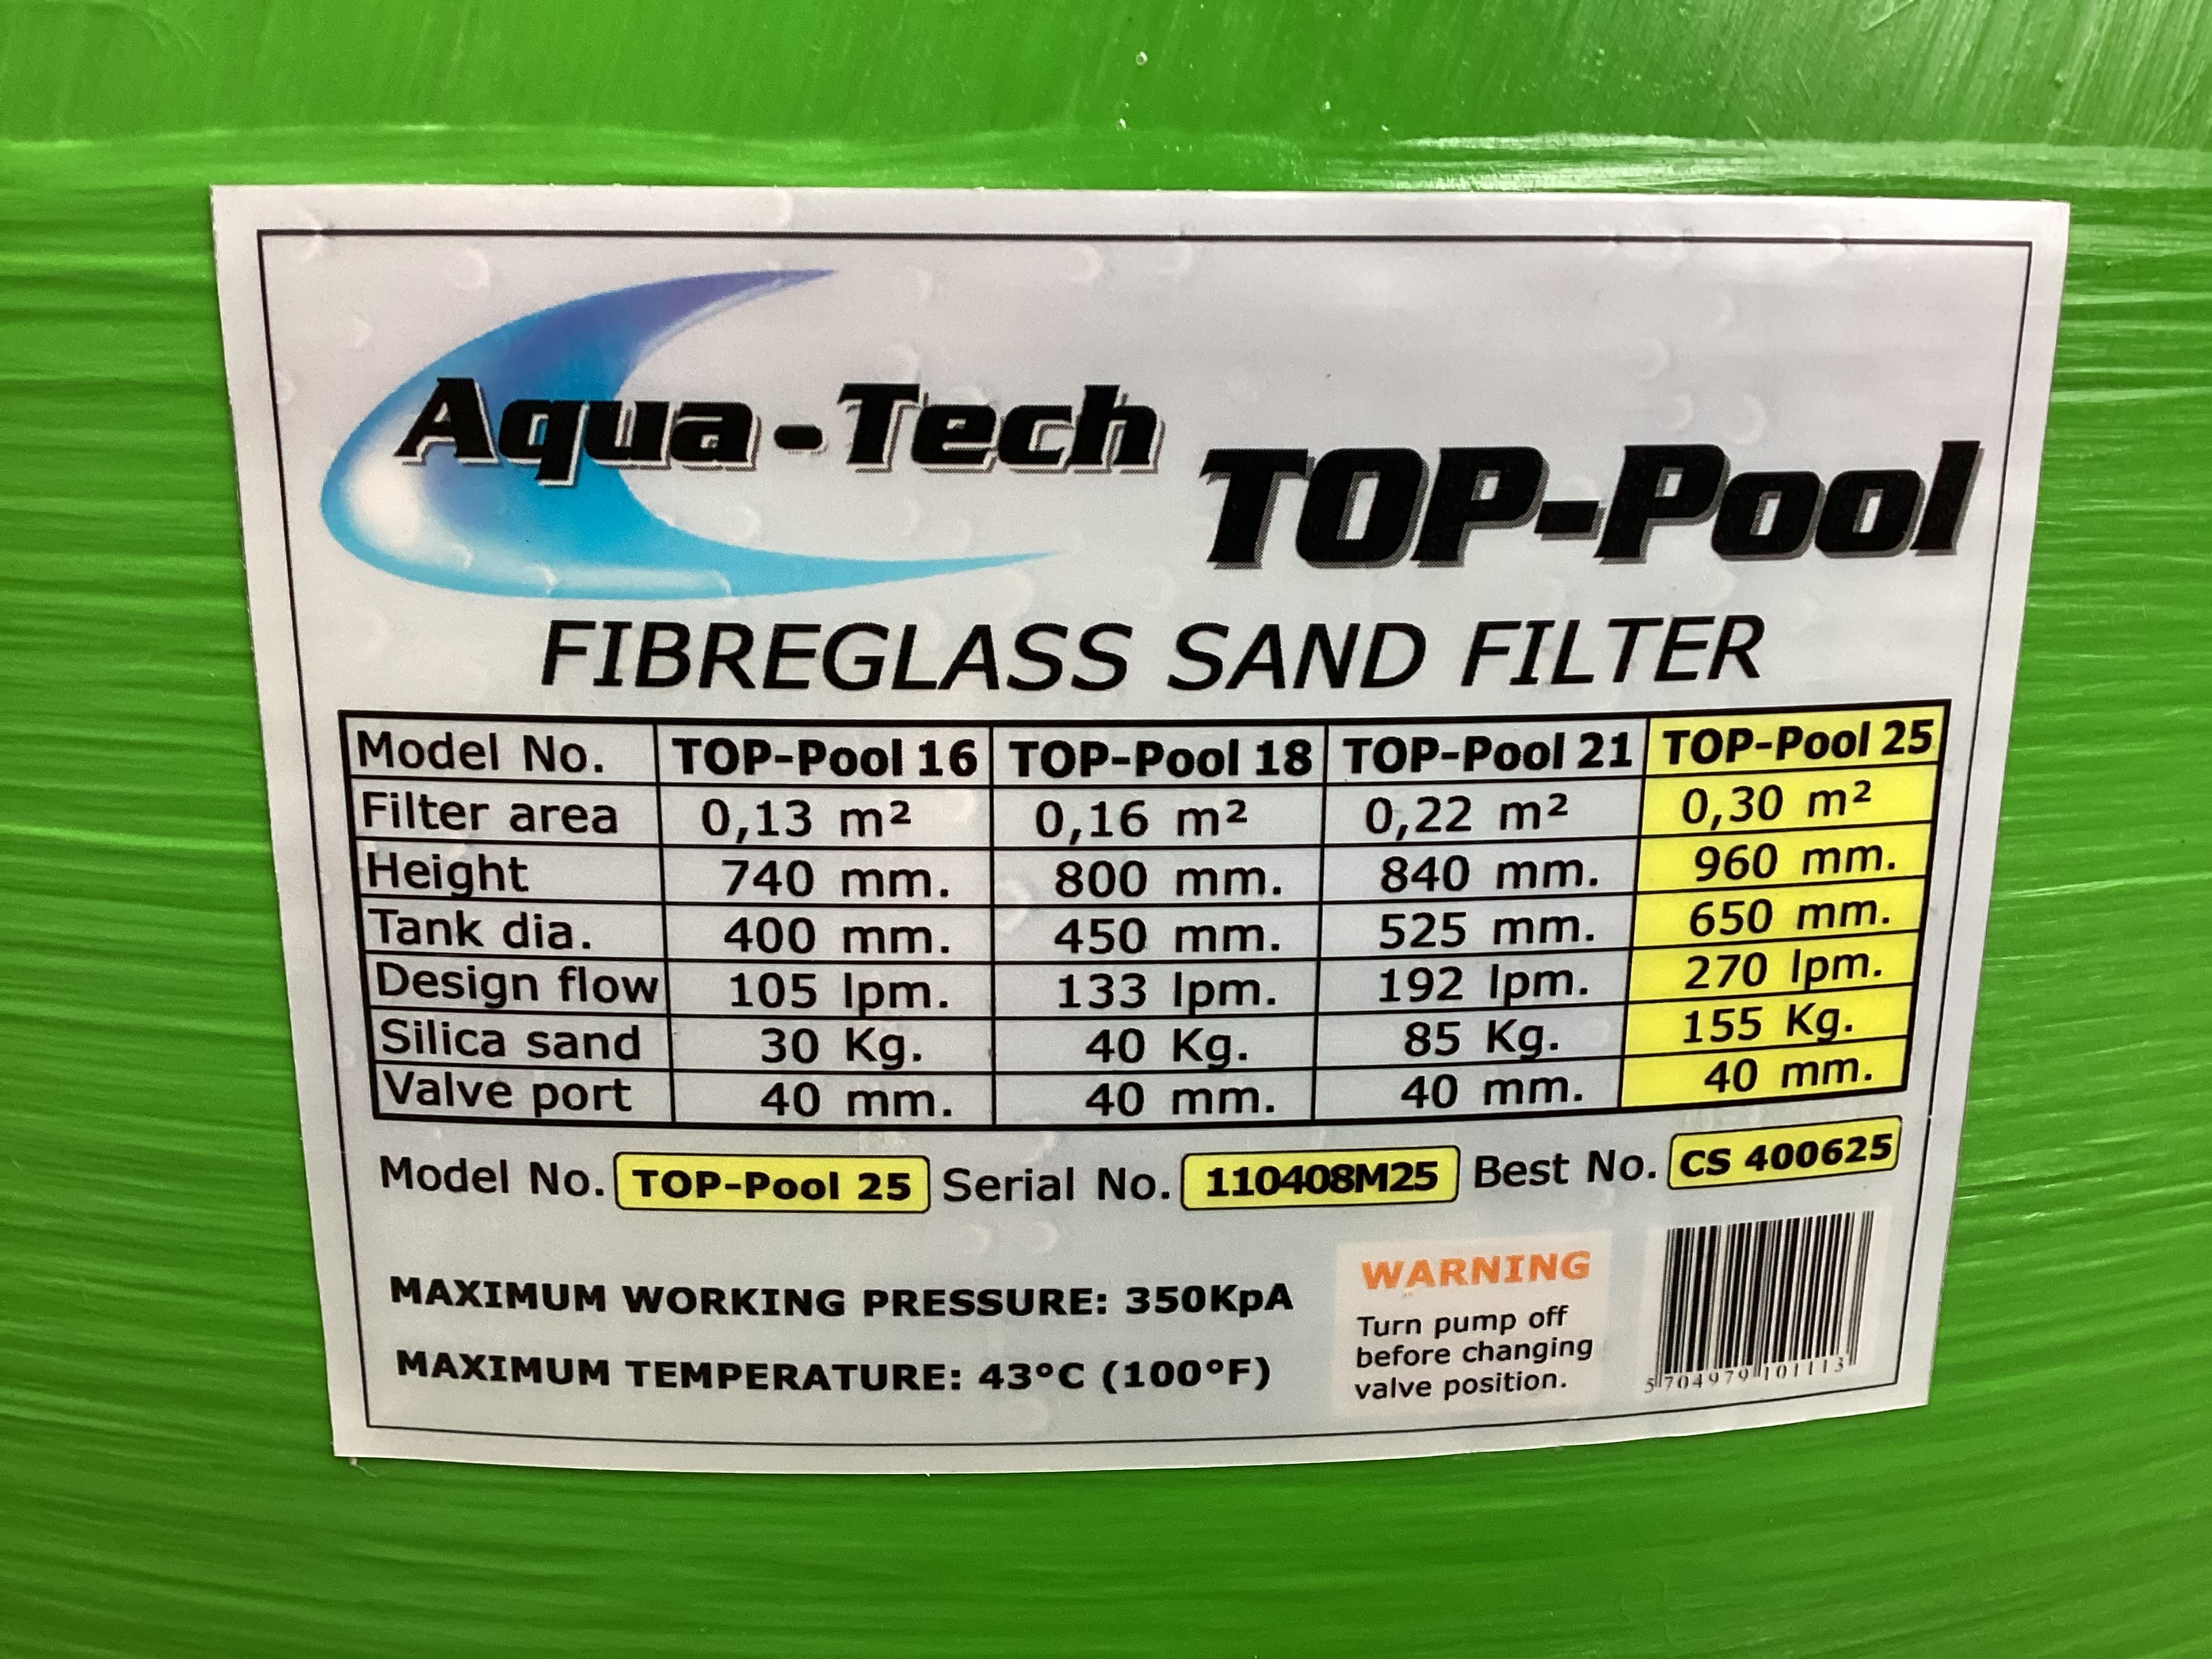 Aqua-Tech
TOP-Pool
FIBREGLASS SAND FILTER
Model No. TOP-Pool 16 TOP-Pool 18 TOP-Pool 21 TOP-Pool 25
Filter area 0,13 m² 0,16 m² 0,22 m² 0,30 m²
Height 740 mm. 800 mm. 840 mm. 960 mm.
Tank dia. 400 mm. 450 mm. 525 mm. 650 mm.
Design flow 105 lpm. 133 lpm. 192 lpm. 270 lpm.
Silica sand 30 Kg. 40 Kg. 85 Kg. 155 Kg.
Valve port 40 mm. 40 mm. 40 mm. 40 mm.
Model No. TOP-Pool 25 Serial No. 110408M25 Best No. CS 400625
MAXIMUM WORKING PRESSURE: 350KpA
MAXIMUM TEMPERATURE: 43°C (100°F)
WARNING
Turn pump off
before changing
valve position.
5 704979 101113